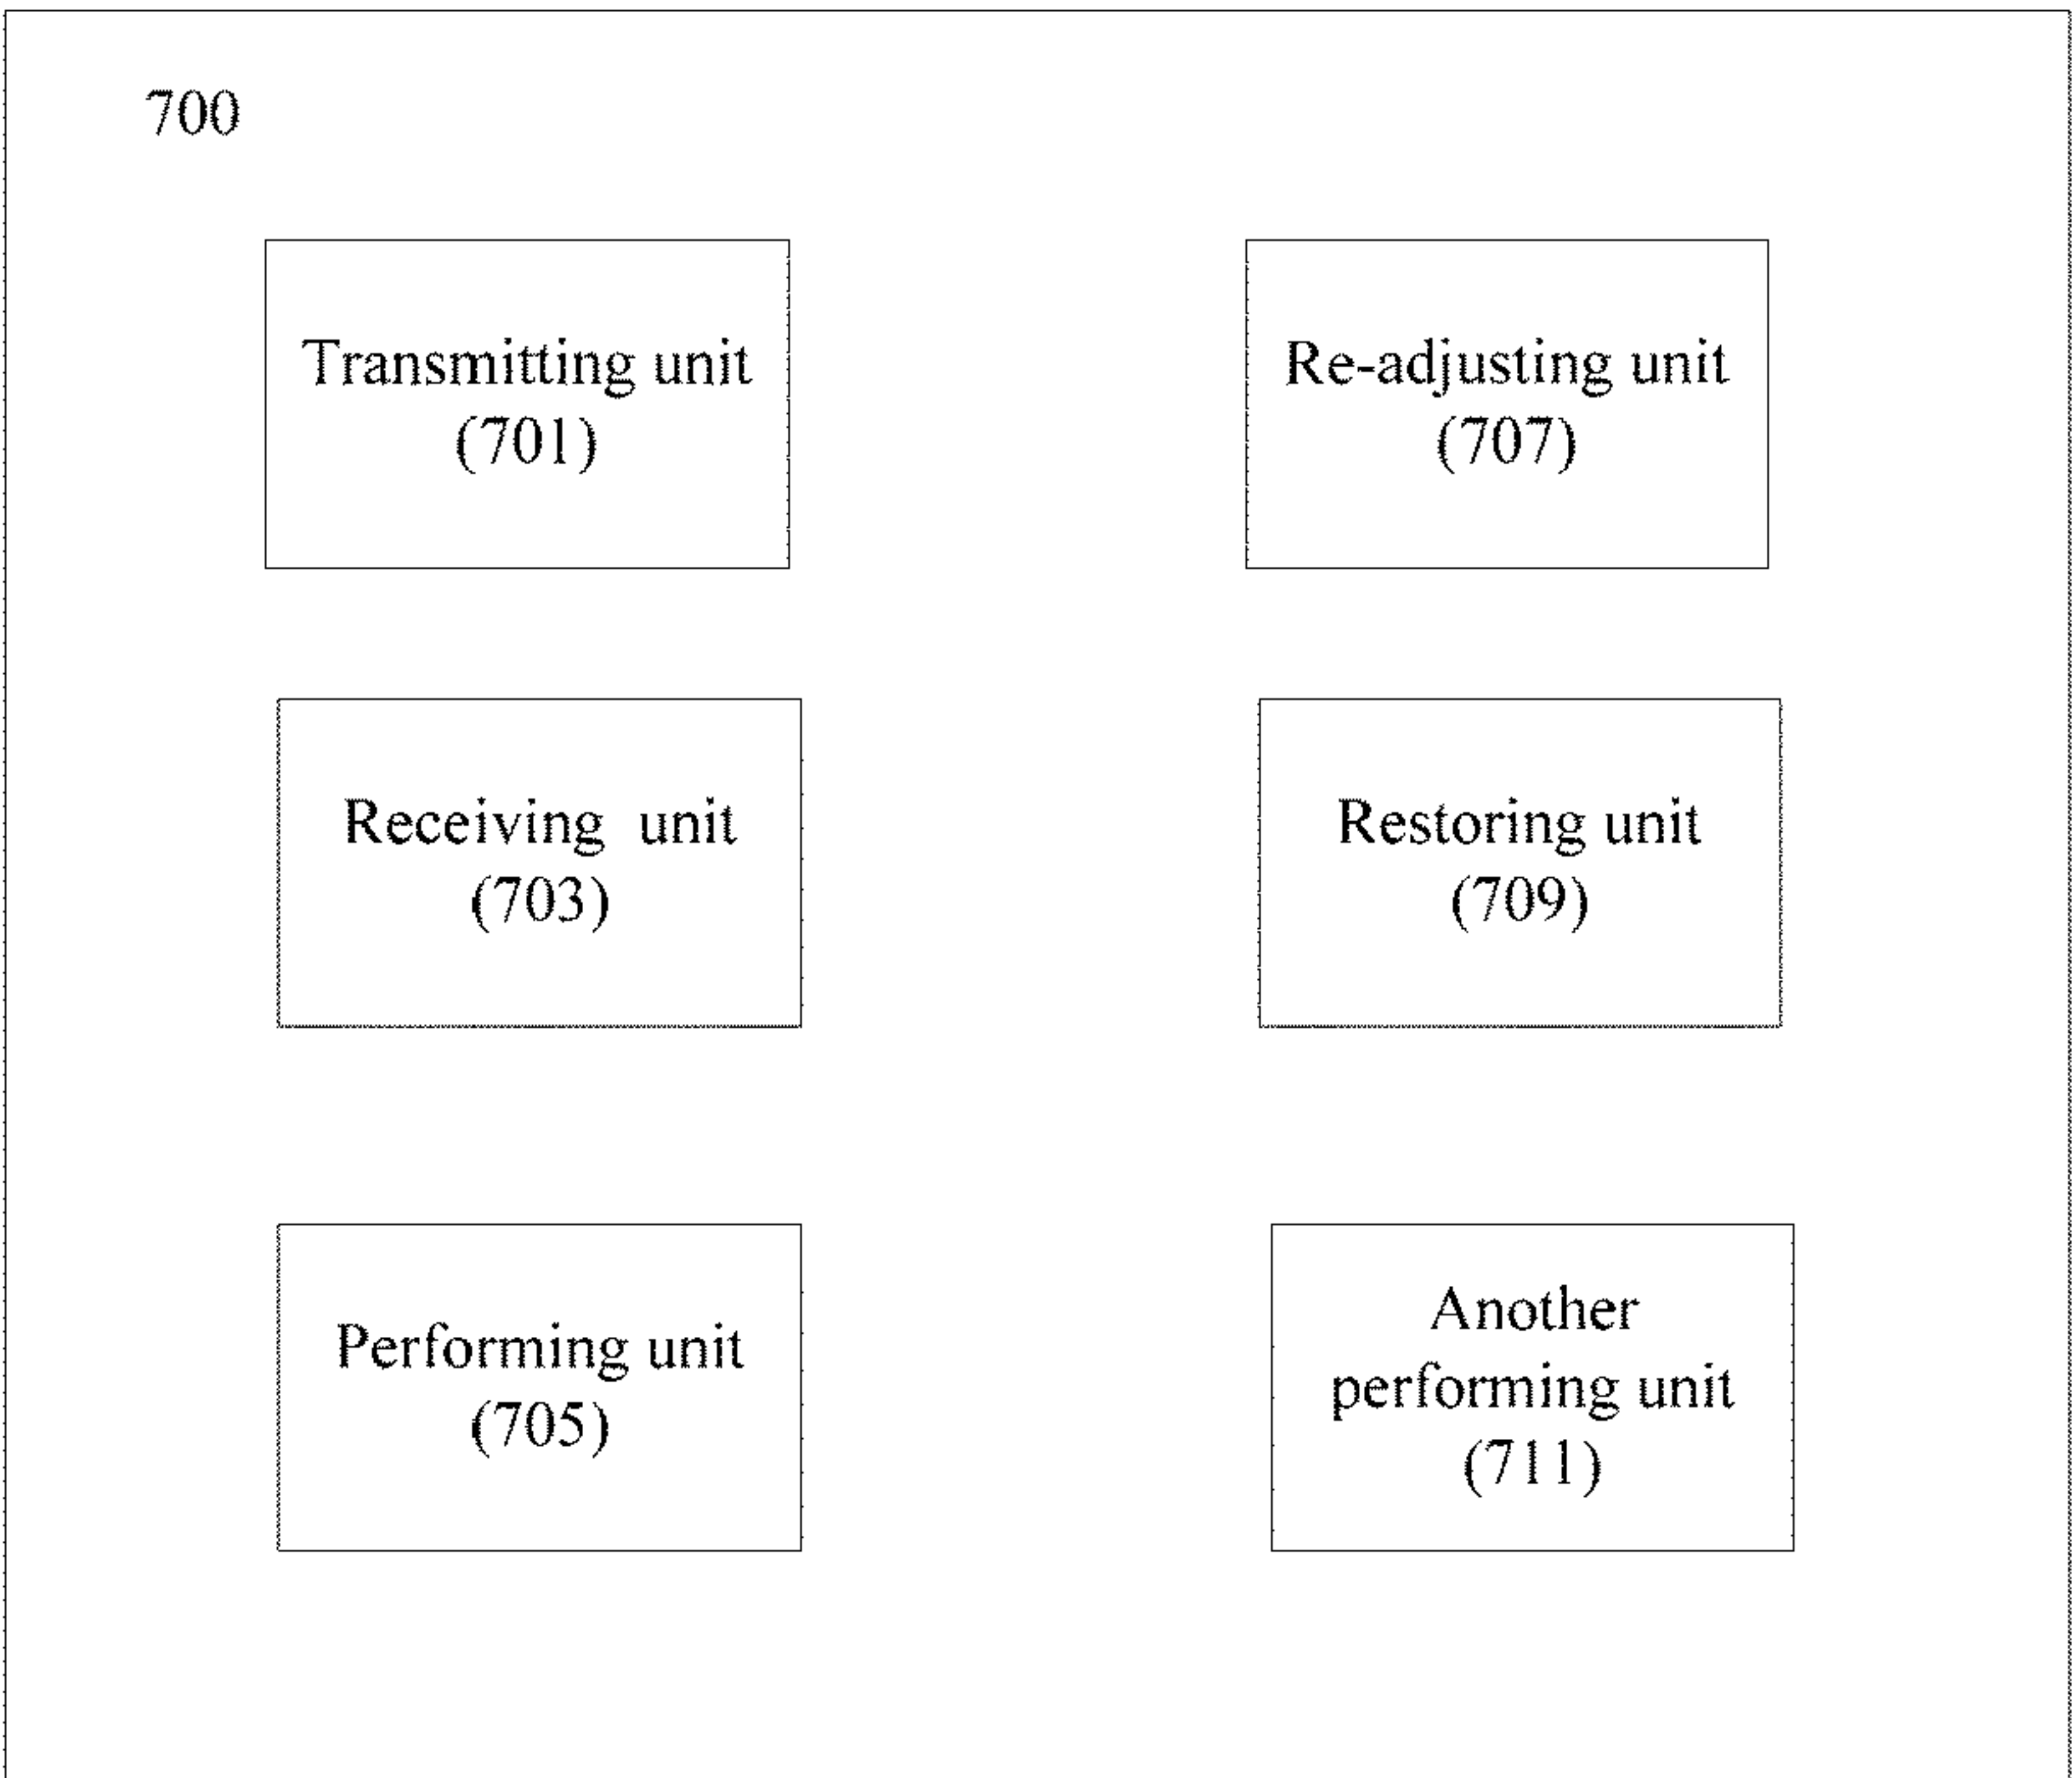 700
Transmitting unit
(701)
Re-adjusting unit
(707)
Receiving unit
(703)
Restoring unit
(709)
Performing unit
(705)
Another
performing unit
(711)